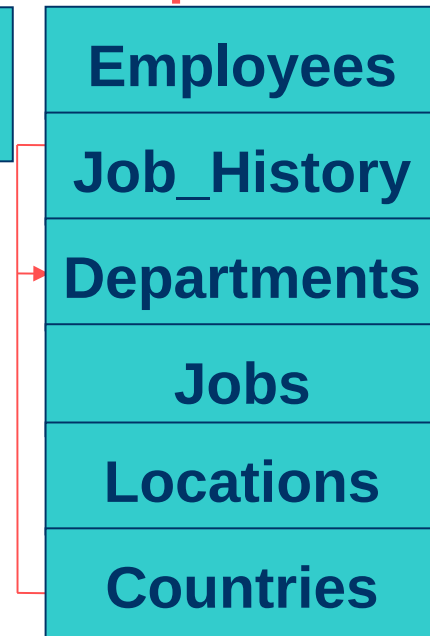 Employees
Job_History
Departments
Jobs
Locations
Countries